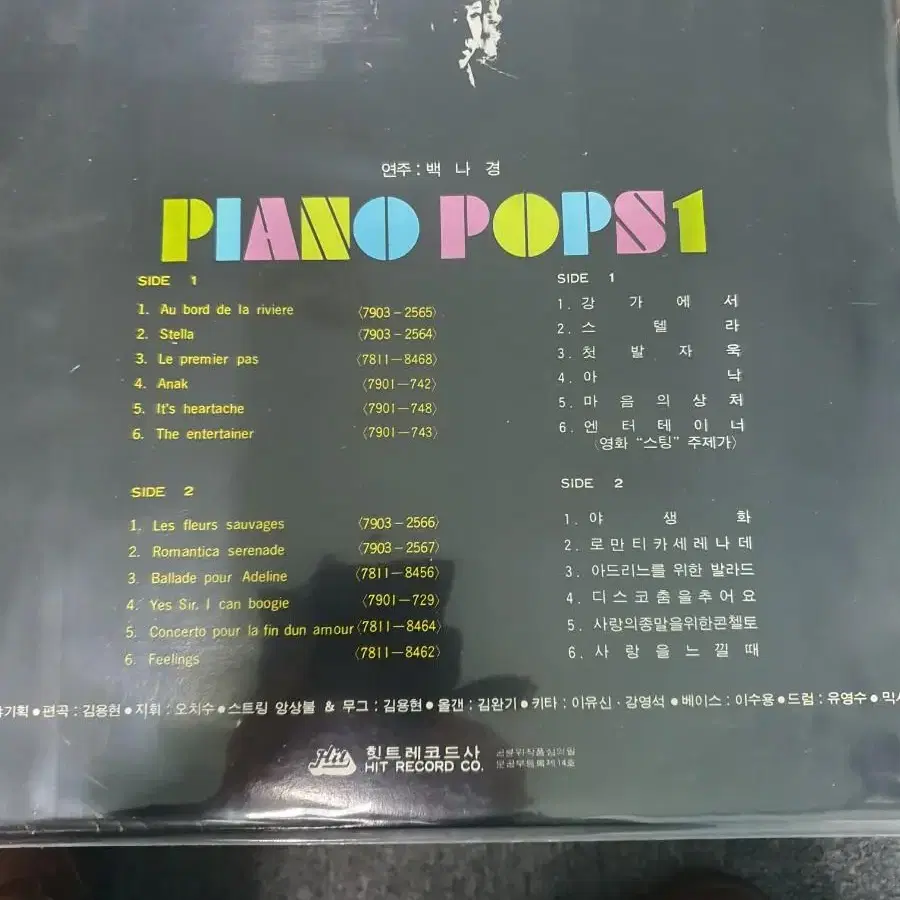 연주 : 백 나 경
PIANO POPS 1
SIDE 1
1. Au bord de la riviere 〈7903-2565〉
2. Stella 〈7903-2564〉
3. Le premier pas 〈7811-8468〉
4. Anak 〈7901-742〉
5. It's heartache 〈7901-748〉
6. The entertainer 〈7901-743〉
SIDE 2
1. Les fleurs sauvages 〈7903-2566〉
2. Romantica serenade 〈7903-2567〉
3. Ballade pour Adeline 〈7811-8456〉
4. Yes Sir. I can boogie 〈7901-729〉
5. Concerto pour la fin dun amour 〈7811-8464〉
6. Feelings 〈7811-8462〉
SIDE 1
1. 강 가 에 서
2. 스 텔 라
3. 첫 발 자 욱
4. 아 낙
5. 마 음 의 상 처
6. 엔 터 테 이 너
〈영화 “스팅” 주제가〉
SIDE 2
1. 야 생 화
2. 로 만 티 카 세 레 나 데
3. 아드리느를 위한 발라드
4. 디 스 코 춤 을 추 어 요
5. 사랑의종말을위한콘첼토
6. 사 랑 을 느 낄 때
기획 ● 편곡 : 김용현 ● 지휘 : 오치수 ● 스트링 앙상블 & 무그 : 김용현 ● 올갠 : 김완기 ● 키타 : 이유신 · 강영석 ● 베이스 : 이수용 ● 드럼 : 유영수 ● 믹
Hit 힛트레코드사
HIT RECORD CO.